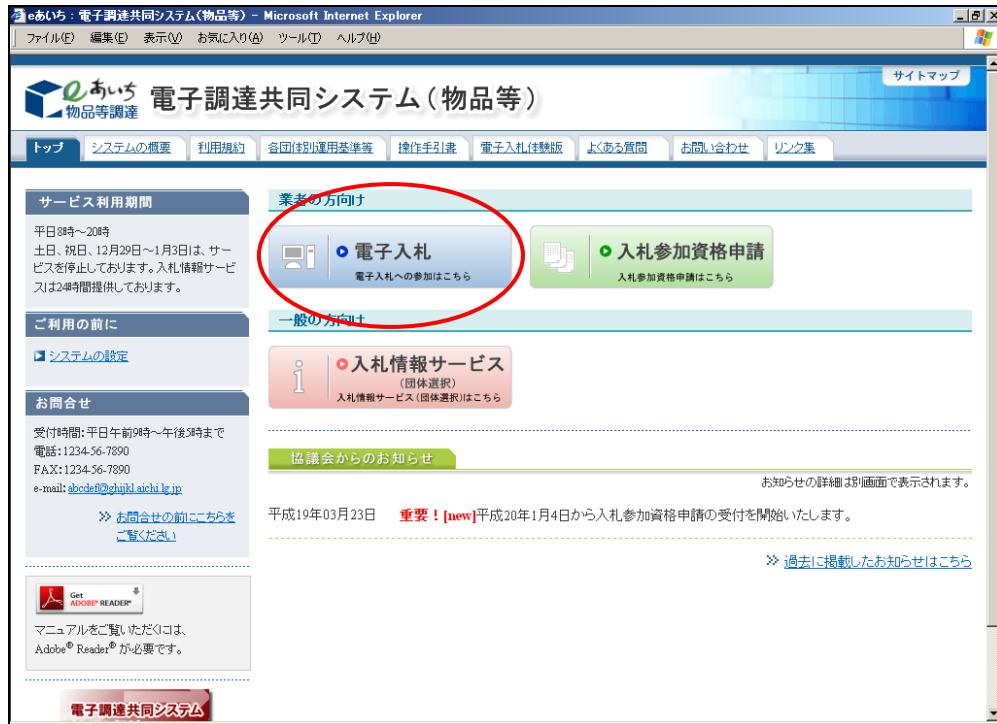 eあいち：電子調達共同システム(物品等) - Microsoft Internet Explorer
ファイル(F) 編集(E) 表示(V) お気に入り(A) ツール(T) ヘルプ(H)
サイトマップ
eあいち
物品等調達
電子調達共同システム(物品等)
トップ システムの概要 利用規約 各団体別運用基準等 操作手引書 電子入札体験版 よくある質問 お問い合わせ リンク集
サービス利用期間
平日8時～20時
土日、祝日、12月29日～1月3日は、サー
ビスを停止しております。入札情報サービ
スは24時間提供しております。
ご利用の前に
システムの設定
お問合せ
受付時間:平日午前9時～午後5時まで
電話:1234-56-7890
FAX:1234-56-7890
e-mail:abcdefl@ghijkl.aichi.lg.jp
お問合せの前にこちらを
ご覧ください
Get
ADOBE® READER®
マニュアルをご覧いただくには、
Adobe® Reader® が必要です。
電子調達共同システム
業者の方向け
電子入札
電子入札への参加はこちら
入札参加資格申請
入札参加資格申請はこちら
一般の方向け
入札情報サービス
(団体選択)
入札情報サービス(団体選択)はこちら
協議会からのお知らせ
お知らせの詳細は別画面で表示されます。
平成19年03月23日 重要！[new]平成20年1月4日から入札参加資格申請の受付を開始いたします。
過去に掲載したお知らせはこちら